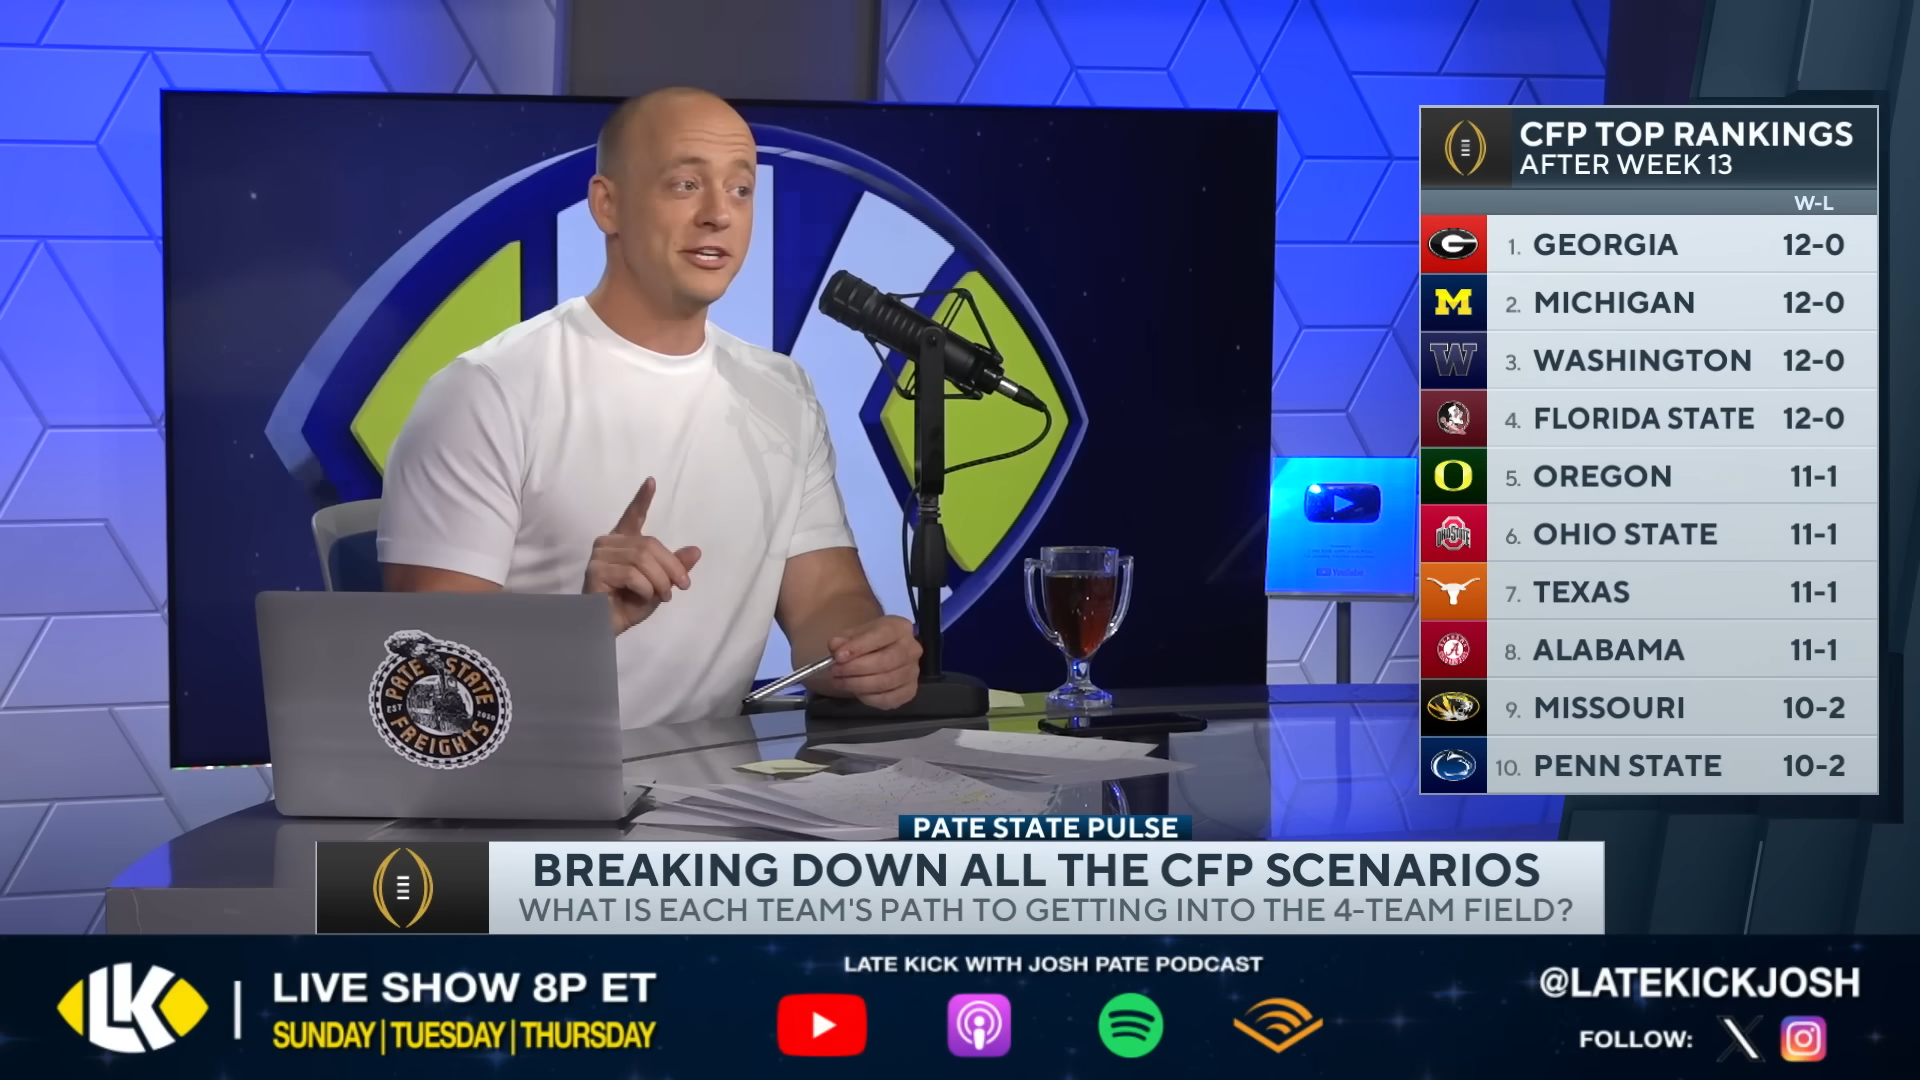 CFP TOP RANKINGS
AFTER WEEK 13
W-L
1. GEORGIA 12-0
2. MICHIGAN 12-0
3. WASHINGTON 12-0
4. FLORIDA STATE 12-0
5. OREGON 11-1
6. OHIO STATE 11-1
7. TEXAS 11-1
8. ALABAMA 11-1
9. MISSOURI 10-2
10. PENN STATE 10-2
YouTube
PATE STATE
EST 2020
FREIGHTS
PATE STATE PULSE
BREAKING DOWN ALL THE CFP SCENARIOS
WHAT IS EACH TEAM'S PATH TO GETTING INTO THE 4-TEAM FIELD?
LK
LIVE SHOW 8P ET
SUNDAY|TUESDAY|THURSDAY
LATE KICK WITH JOSH PATE PODCAST
@LATEKICKJOSH
FOLLOW: